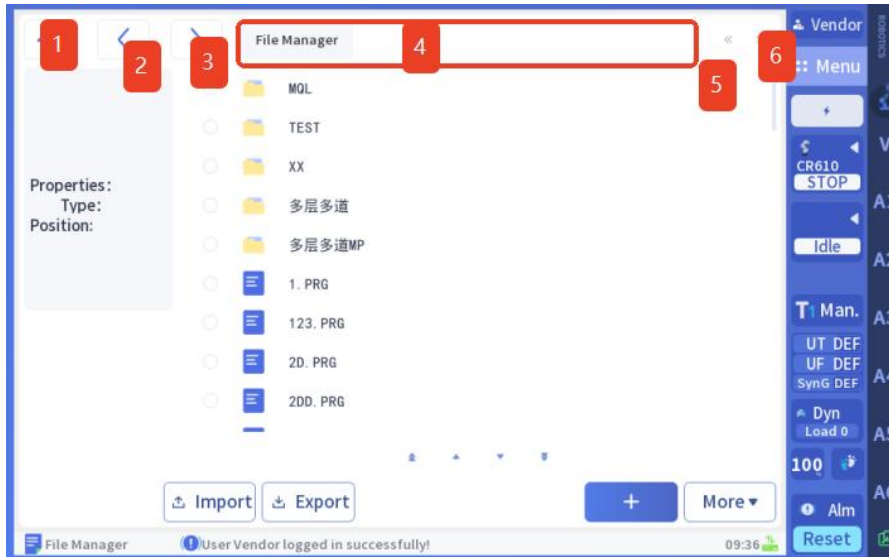 1
2
3
File Manager
4
«
5
6
Vendor
Menu
MQL
TEST
XX
多层多道
多层多道MP
1. PRG
123. PRG
2D. PRG
2DD. PRG
Properties:
Type:
Position:
CR610
STOP
Idle
T1 Man.
UT DEF
UF DEF
SynG DEF
Dyn
Load 0
100 %
Alm
Reset
Import
Export
+
More
File Manager
User Vendor logged in successfully!
09:36
ROBOTICS